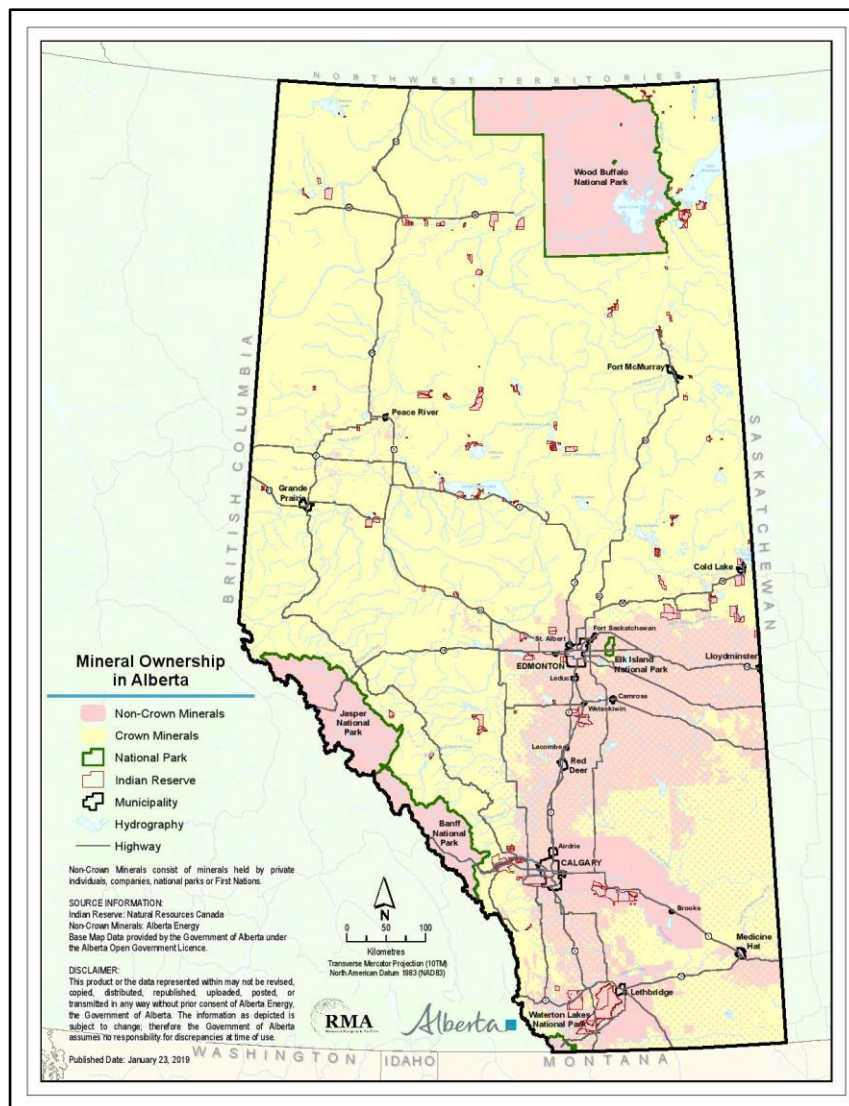 NORTHWEST TERRITORIES
Wood Buffalo
National Park
Fort McMurray
BRITISH COLUMBIA
SASKATCHEWAN
Peace River
Grande
Prairie
Cold Lake
St. Albert
Fort Saskatchewan
EDMONTON
Elk Island
National Park
Lloydminster
Leduc
Camrose
Wetaskiwin
Mineral Ownership
in Alberta
Non-Crown Minerals
Crown Minerals
National Park
Indian Reserve
Municipality
Hydrography
Highway
Jasper
National
Park
Lacombe
Red
Deer
Banff
National
Park
Airdrie
CALGARY
Brooks
Medicine
Hat
Lethbridge
Waterton Lakes
National Park
Non-Crown Minerals consist of minerals held by private
individuals, companies, national parks or First Nations.
SOURCE INFORMATION:
Indian Reserve: Natural Resources Canada
Non-Crown Minerals: Alberta Energy
Base Map Data provided by the Government of Alberta under
the Alberta Open Government Licence.
DISCLAIMER:
This product or the data represented within may not be revised,
copied, distributed, republished, uploaded, posted, or
transmitted in any way without prior consent of Alberta Energy,
the Government of Alberta. The information as depicted is
subject to change; therefore the Government of Alberta
assumes no responsibility for discrepancies at time of use.
Published Date: January 23, 2019
N
0 50 100
Kilometres
Transverse Mercator Projection (10TM)
North American Datum 1983 (NAD83)
RMA
Alberta
WASHINGTON
IDAHO
MONTANA